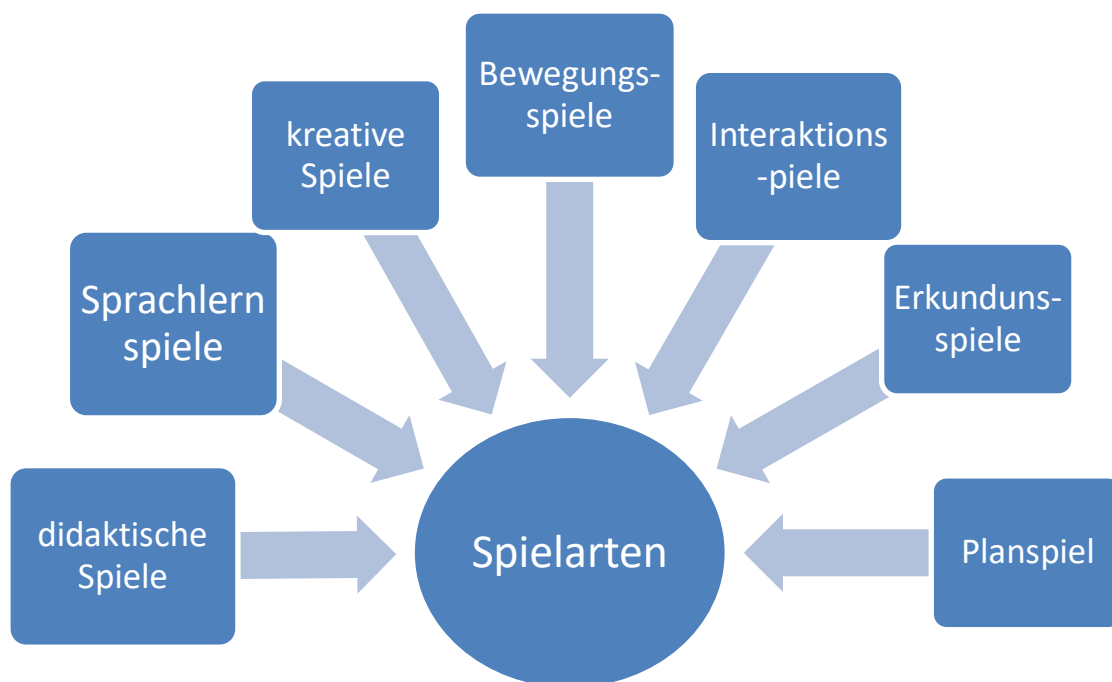 Bewegungs-
spiele
kreative
Spiele
Interaktions
-piele
Sprachlern
spiele
Erkunduns-
spiele
didaktische
Spiele
Spielarten
Planspiel